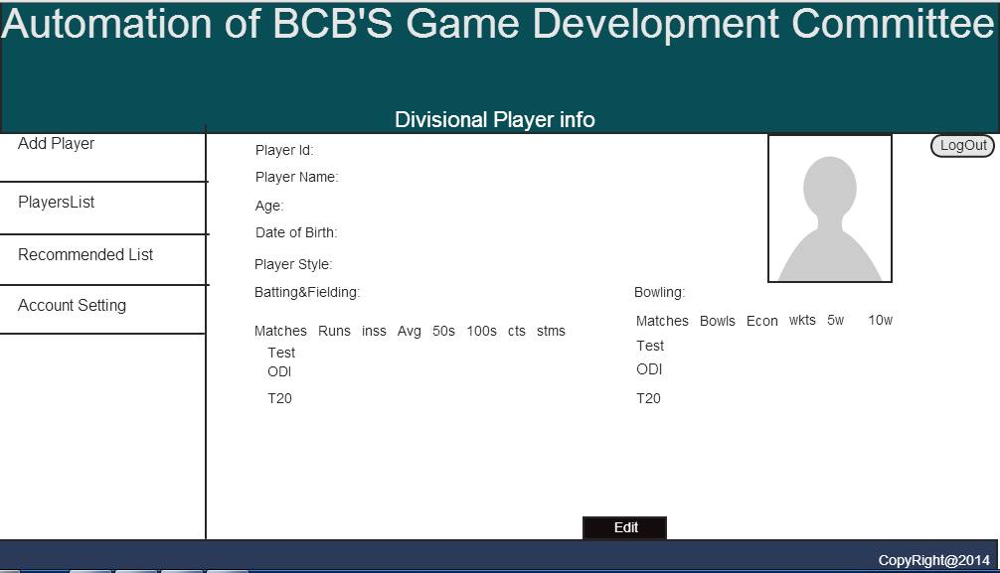 Automation of BCB'S Game Development Committee
Divisional Player info
Add Player
PlayersList
Recommended List
Account Setting
LogOut
Player Id:
Player Name:
Age:
Date of Birth:
Player Style:
Batting&Fielding:
Matches Runs inss Avg 50s 100s cts stms
Test
ODI
T20
Bowling:
Matches Bowls Econ wkts 5w 10w
Test
ODI
T20
Edit
CopyRight@2014